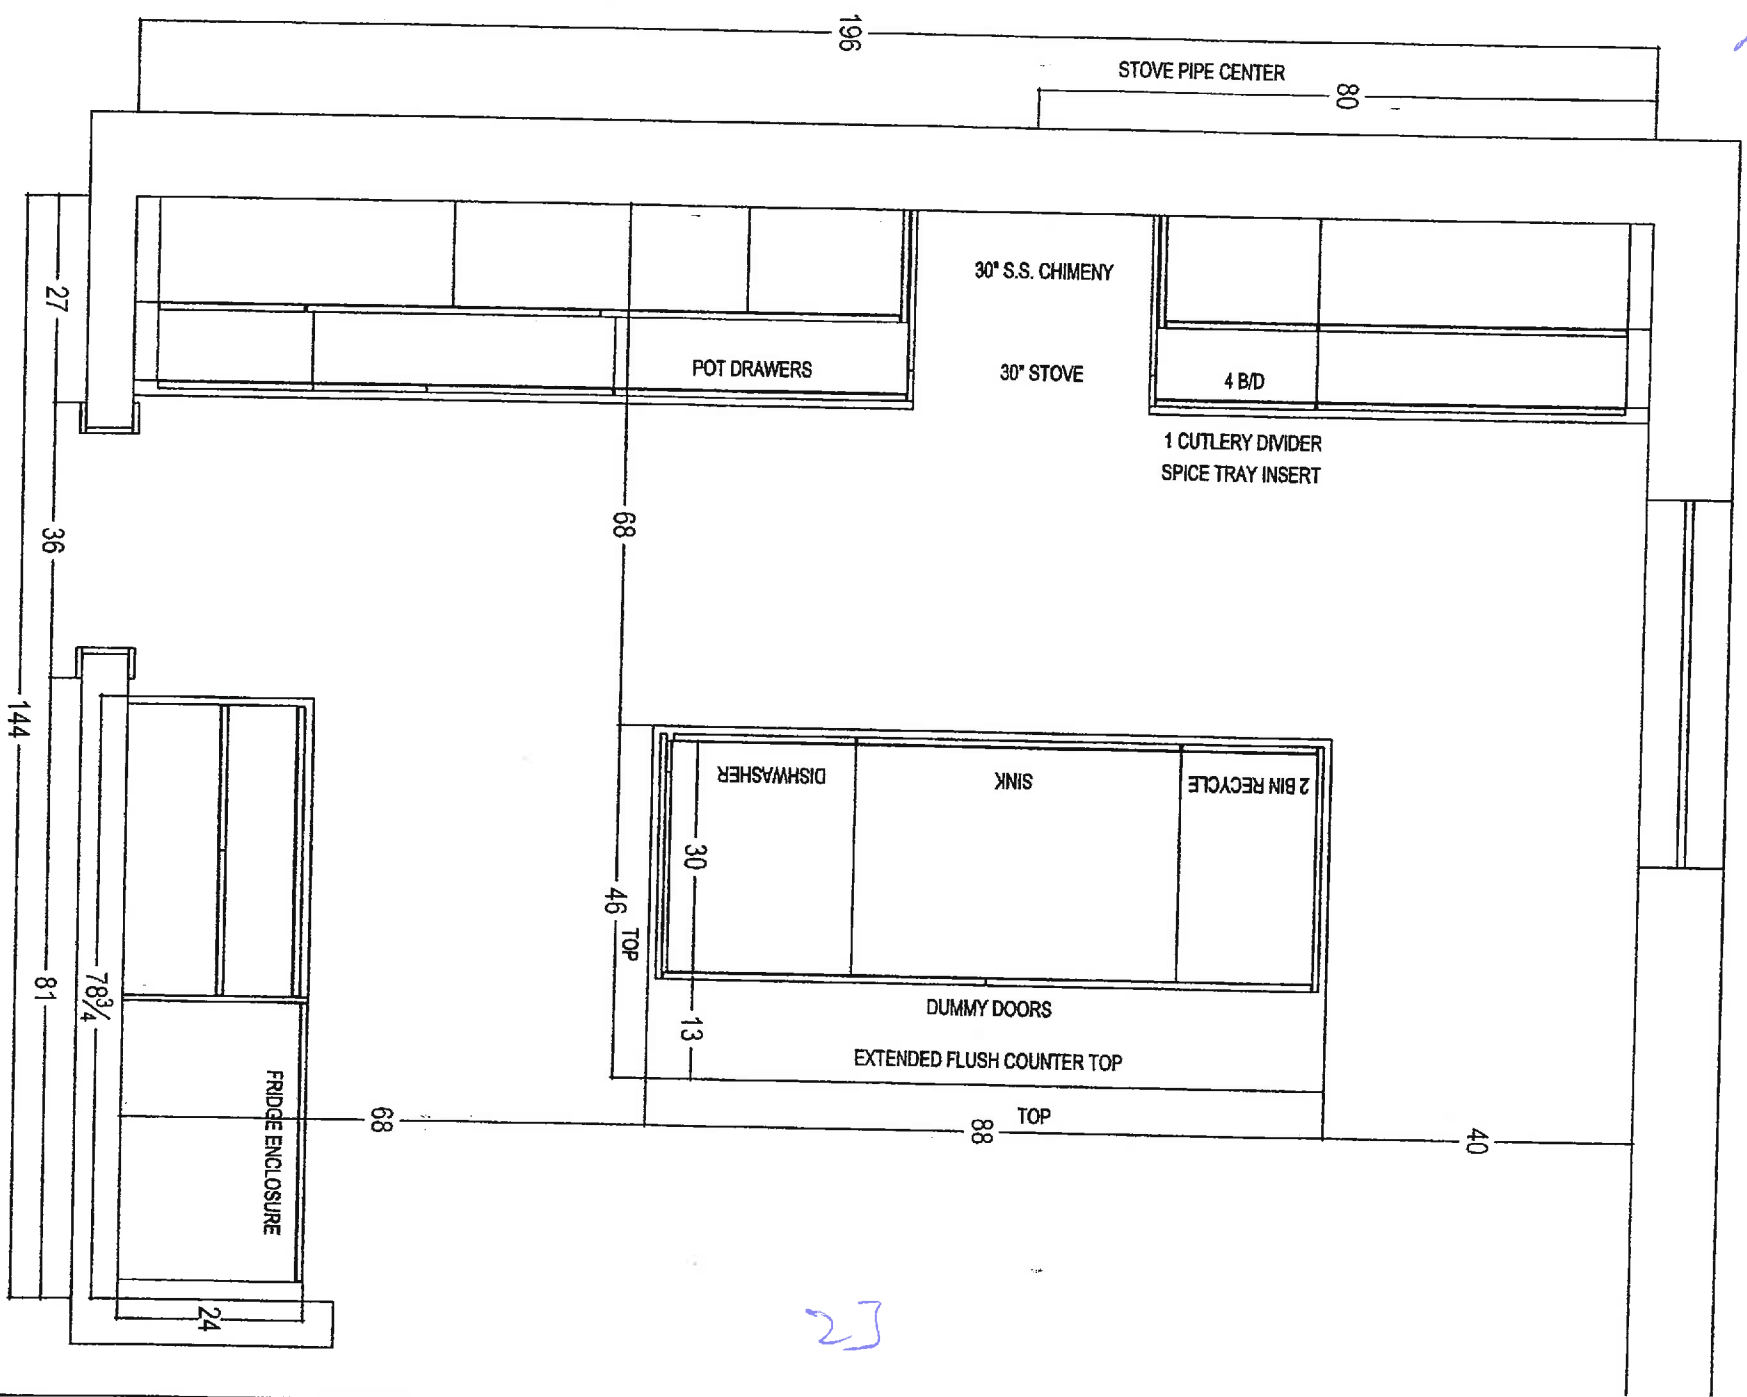 196
STOVE PIPE CENTER
80
30" S.S. CHIMENY
27
POT DRAWERS
30" STOVE
4 B/D
1 CUTLERY DIVIDER
SPICE TRAY INSERT
68
36
144
DISHWASHER
SINK
2 BIN RECYCLE
30
46
TOP
81
78¾
DUMMY DOORS
13
EXTENDED FLUSH COUNTER TOP
FRIDGE ENCLOSURE
68
88
TOP
40
24